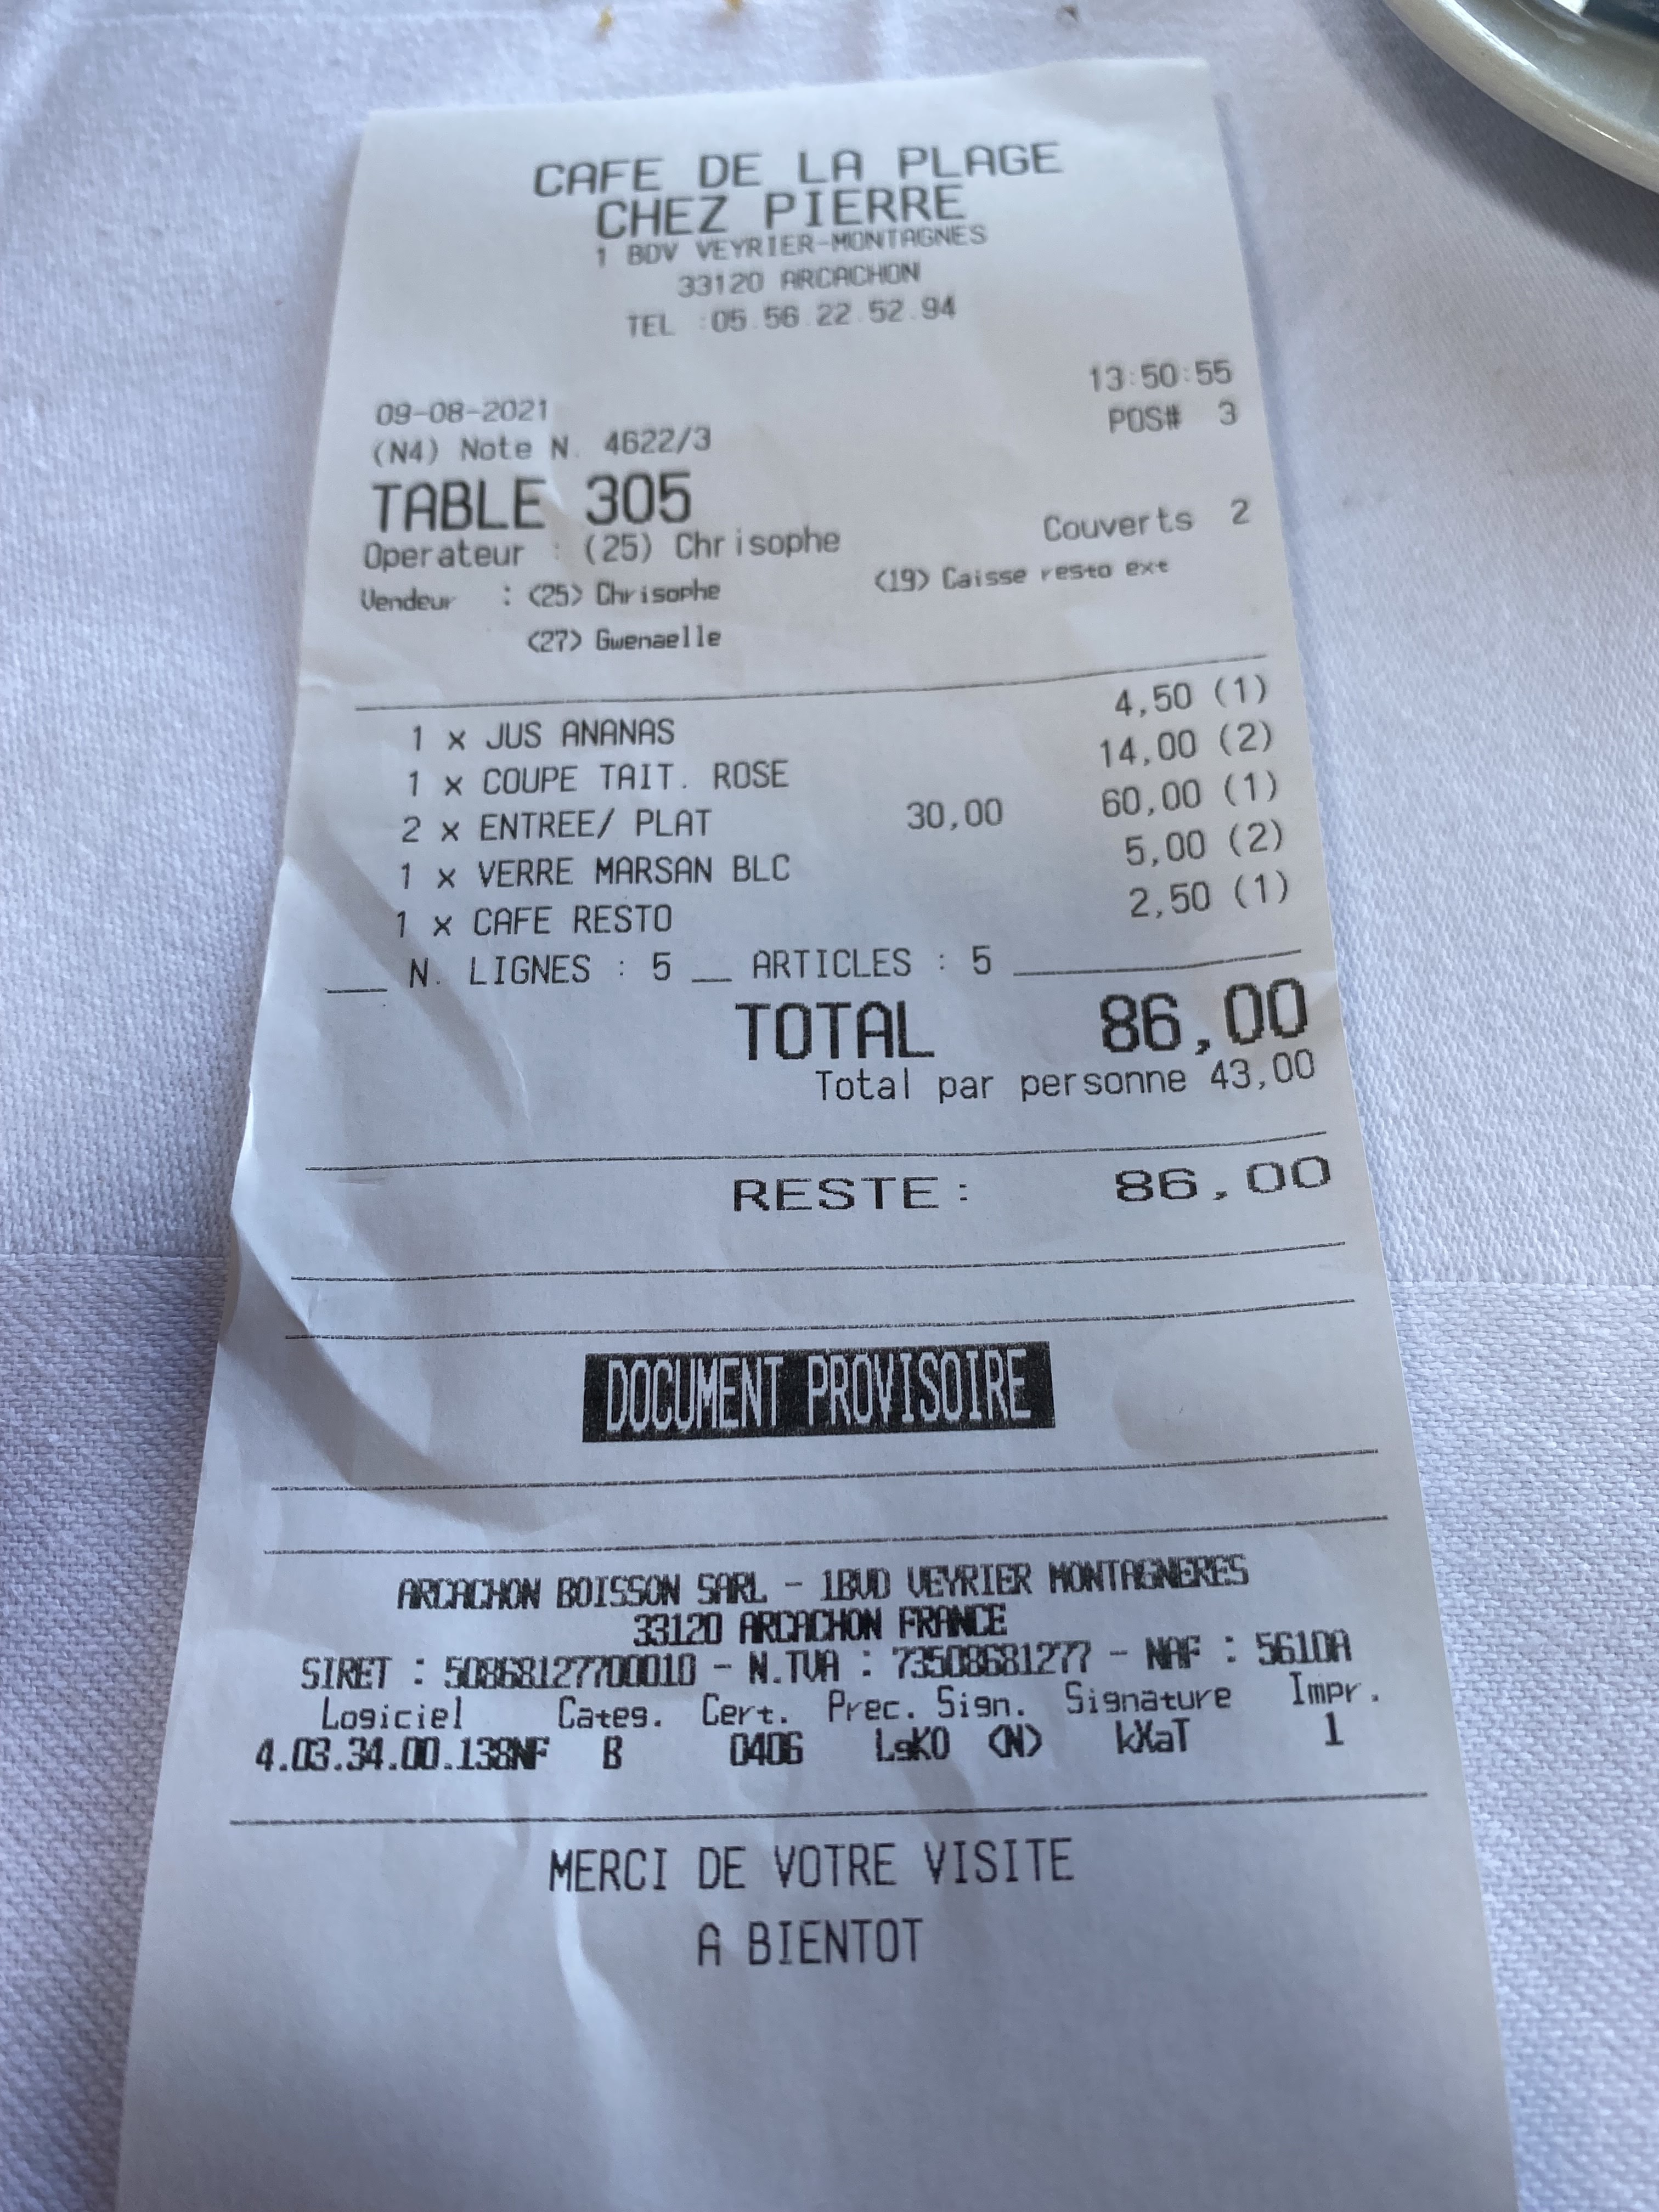 CAFE DE LA PLAGE
CHEZ PIERRE
1 BDV VEYRIER-MONTAGNES
33120 ARCACHON
TEL :05.56.22.52.94
09-08-2021 13:50:55
(N4) Note N. 4622/3 POS# 3
TABLE 305
Operateur : (25) Chrisophe Couverts 2
Vendeur : (25) Chrisophe (19) Caisse resto ext
(27) Gwenaelle
1 x JUS ANANAS 4,50 (1)
1 x COUPE TAIT. ROSE 14,00 (2)
2 x ENTREE/ PLAT 30,00 60,00 (1)
1 x VERRE MARSAN BLC 5,00 (2)
1 x CAFE RESTO 2,50 (1)
N. LIGNES : 5 __ ARTICLES : 5
TOTAL 86,00
Total par personne 43,00
RESTE: 86,00
DOCUMENT PROVISOIRE
ARCACHON BOISSON SARL - 1BVD VEYRIER MONTAGNERES
33120 ARCACHON FRANCE
SIRET : 50868127700010 - N.TVA : 73508681277 - NAF : 5610A
Logiciel Categ. Cert. Prec. Sign. Signature Impr.
4.03.34.00.138NF B 0406 LgKO (N) kXaT 1
MERCI DE VOTRE VISITE
A BIENTOT